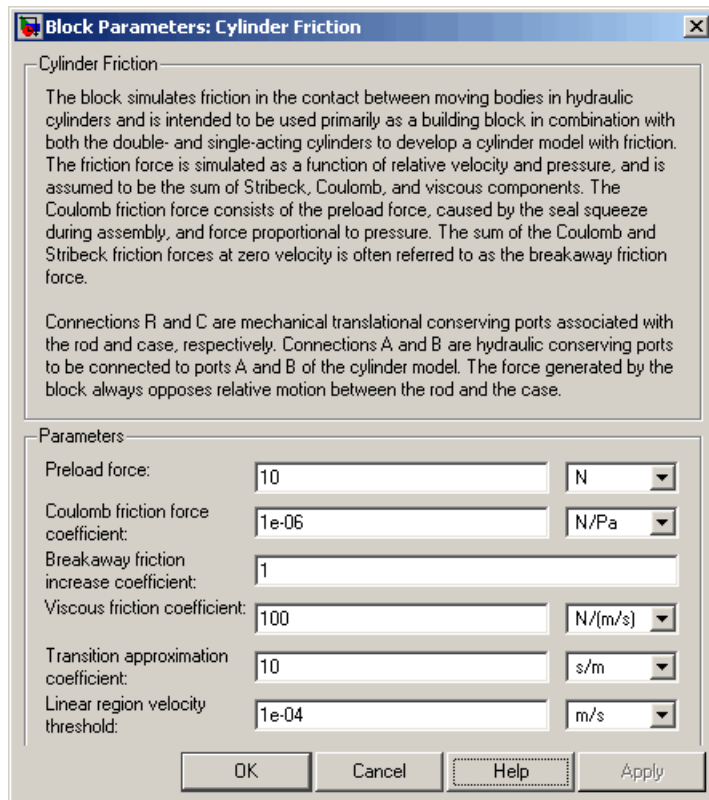 Block Parameters: Cylinder Friction
Cylinder Friction
The block simulates friction in the contact between moving bodies in hydraulic
cylinders and is intended to be used primarily as a building block in combination with
both the double- and single-acting cylinders to develop a cylinder model with friction.
The friction force is simulated as a function of relative velocity and pressure, and is
assumed to be the sum of Stribeck, Coulomb, and viscous components. The
Coulomb friction force consists of the preload force, caused by the seal squeeze
during assembly, and force proportional to pressure. The sum of the Coulomb and
Stribeck friction forces at zero velocity is often referred to as the breakaway friction
force.
Connections R and C are mechanical translational conserving ports associated with
the rod and case, respectively. Connections A and B are hydraulic conserving ports
to be connected to ports A and B of the cylinder model. The force generated by the
block always opposes relative motion between the rod and the case.
Parameters
Preload force: 10 N
Coulomb friction force
coefficient: 1e-06 N/Pa
Breakaway friction
increase coefficient: 1
Viscous friction coefficient: 100 N/(m/s)
Transition approximation
coefficient: 10 s/m
Linear region velocity
threshold: 1e-04 m/s
OK Cancel Help Apply